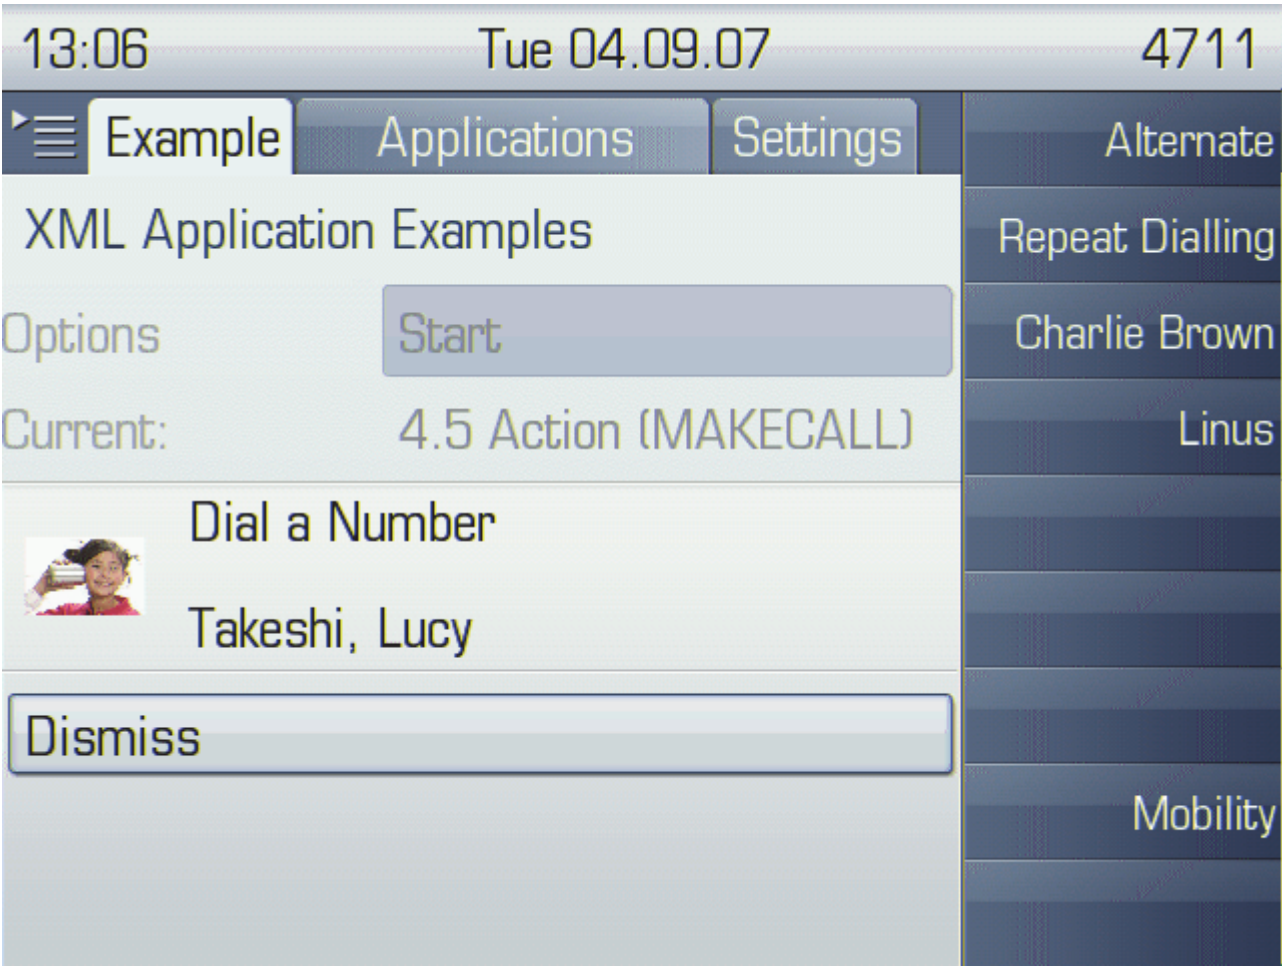 13:06 Tue 04.09.07 4711
Example Applications Settings
XML Application Examples
Options Start
Current: 4.5 Action (MAKECALL)
Dial a Number
Takeshi, Lucy
Dismiss
Alternate
Repeat Dialling
Charlie Brown
Linus
Mobility